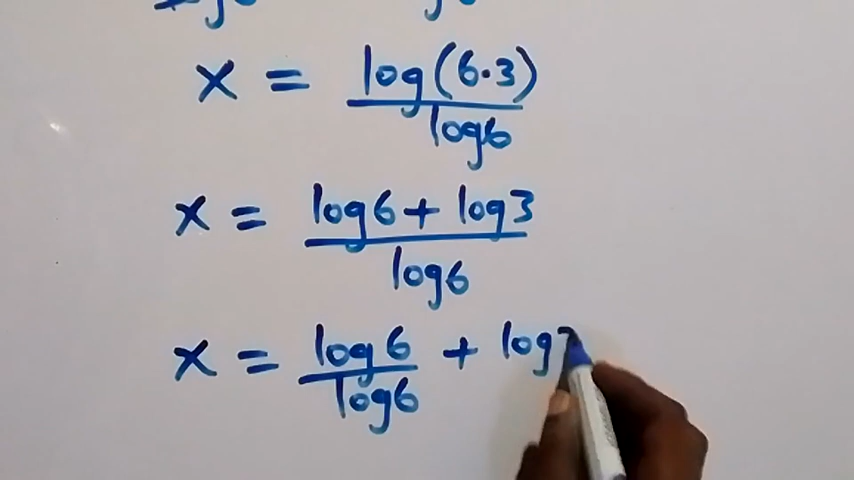 x = log(6·3)/log6
x = (log6 + log3)/log6
x = log6/log6 + log